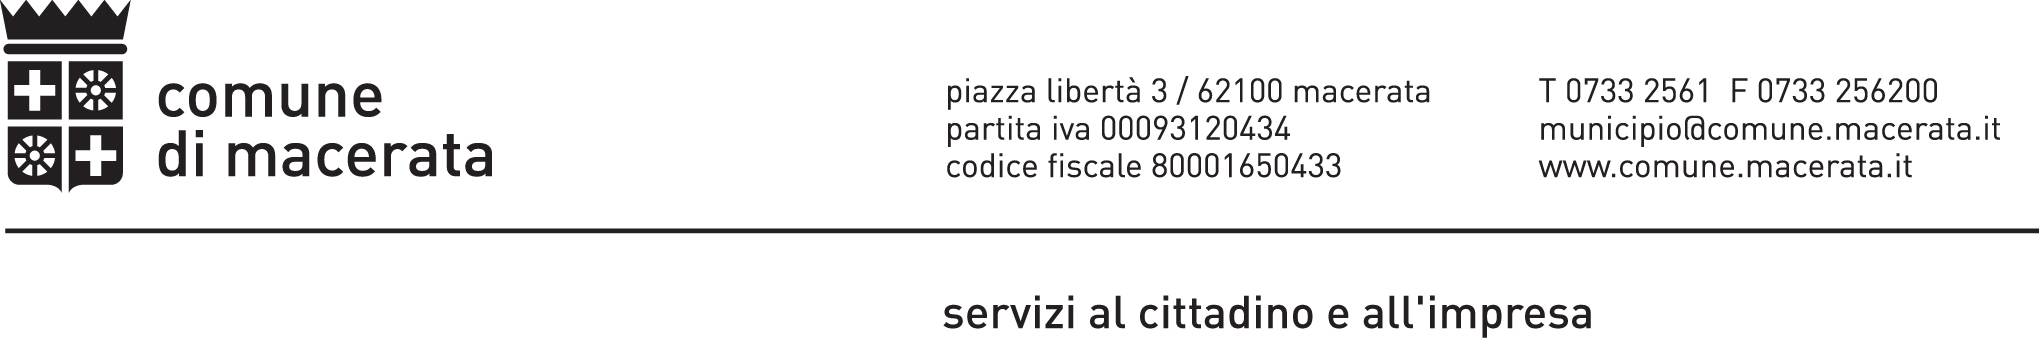 comune
di macerata
piazza libertà 3 / 62100 macerata
partita iva 00093120434
codice fiscale 80001650433
T 0733 2561 F 0733 256200
municipio@comune.macerata.it
www.comune.macerata.it
servizi al cittadino e all'impresa